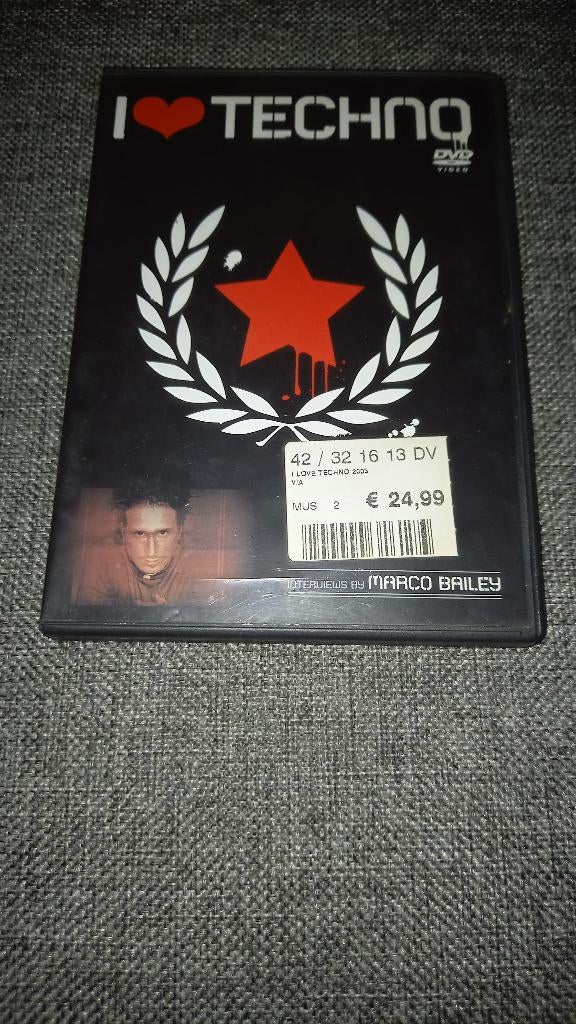 I ❤ TECHNO
DVD
VIDEO
42 / 32 16 13 DV
I LOVE TECHNO 2003
V/A
MUS 2 € 24,99
INTERVIEWS BY MARCO BAILEY